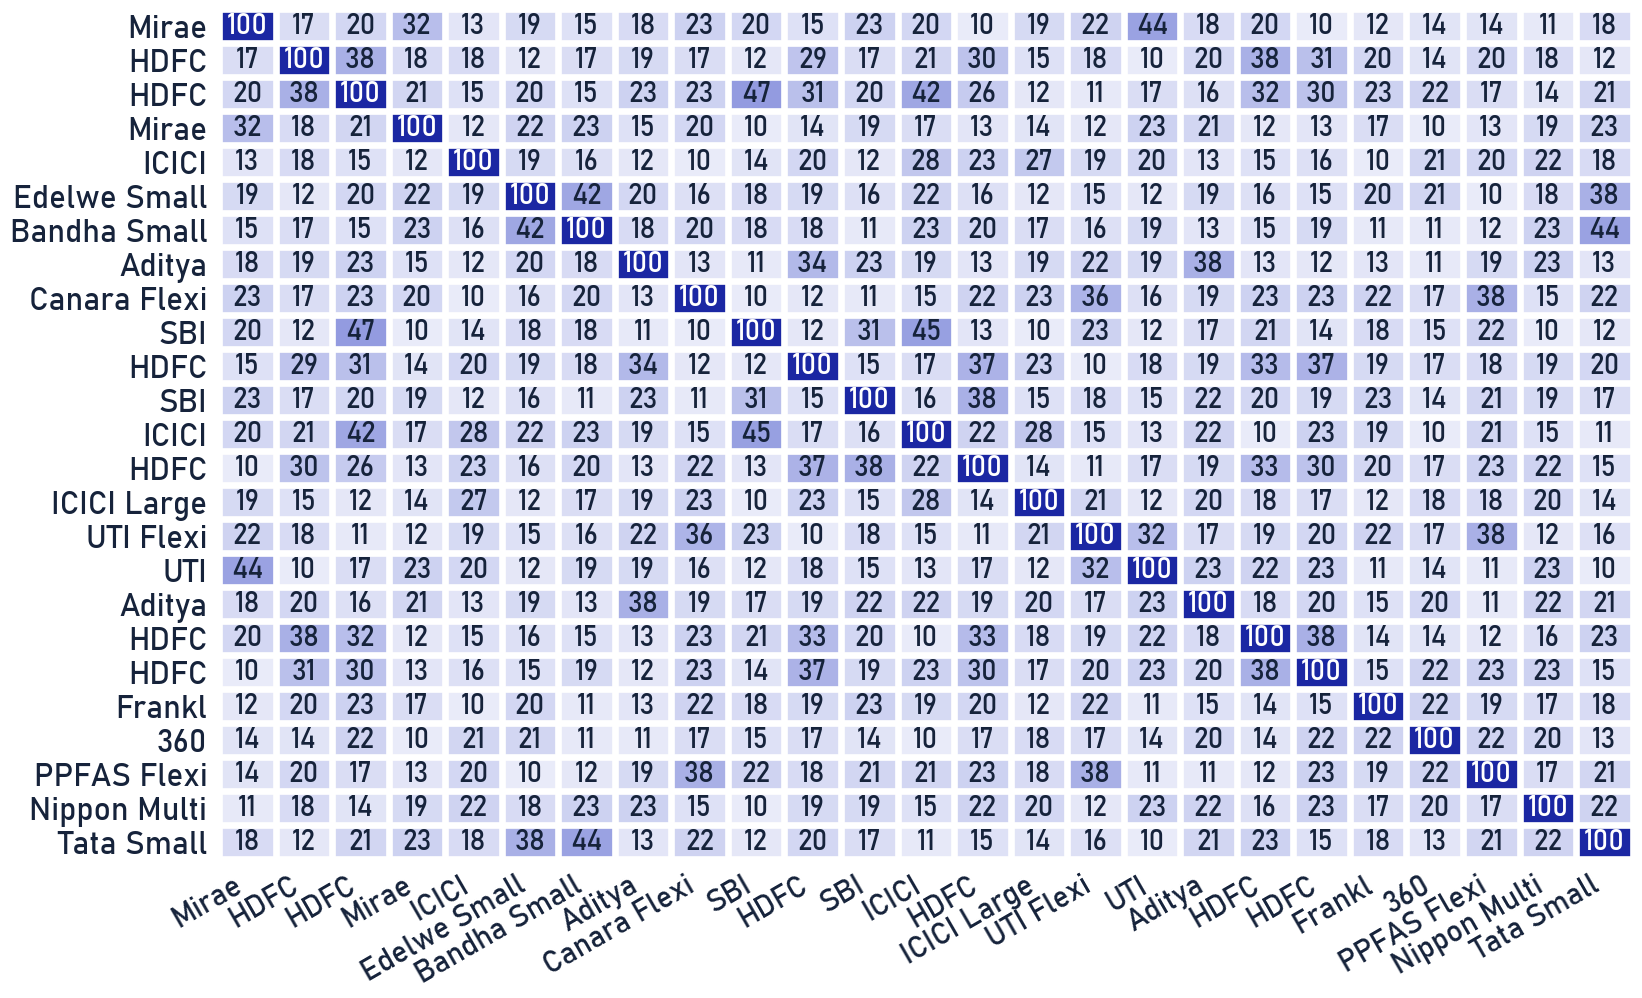 Mirae 100 17 20 32 13 19 15 18 23 20 15 23 20 10 19 22 44 18 20 10 12 14 14 11 18
HDFC 17 100 38 18 18 12 17 19 17 12 29 17 21 30 15 18 10 20 38 31 20 14 20 18 12
HDFC 20 38 100 21 15 20 15 23 23 47 31 20 42 26 12 11 17 16 32 30 23 22 17 14 21
Mirae 32 18 21 100 12 22 23 15 20 10 14 19 17 13 14 12 23 21 12 13 17 10 13 19 23
ICICI 13 18 15 12 100 19 16 12 10 14 20 12 28 23 27 19 20 13 15 16 10 21 20 22 18
Edelwe Small 19 12 20 22 19 100 42 20 16 18 19 16 22 16 12 15 12 19 16 15 20 21 10 18 38
Bandha Small 15 17 15 23 16 42 100 18 20 18 18 11 23 20 17 16 19 13 15 19 11 11 12 23 44
Aditya 18 19 23 15 12 20 18 100 13 11 34 23 19 13 19 22 19 38 13 12 13 11 19 23 13
Canara Flexi 23 17 23 20 10 16 20 13 100 10 12 11 15 22 23 36 16 19 23 23 22 17 38 15 22
SBI 20 12 47 10 14 18 18 11 10 100 12 31 45 13 10 23 12 17 21 14 18 15 22 10 12
HDFC 15 29 31 14 20 19 18 34 12 12 100 15 17 37 23 10 18 19 33 37 19 17 18 19 20
SBI 23 17 20 19 12 16 11 23 11 31 15 100 16 38 15 18 15 22 20 19 23 14 21 19 17
ICICI 20 21 42 17 28 22 23 19 15 45 17 16 100 22 28 15 13 22 10 23 19 10 21 15 11
HDFC 10 30 26 13 23 16 20 13 22 13 37 38 22 100 14 11 17 19 33 30 20 17 23 22 15
ICICI Large 19 15 12 14 27 12 17 19 23 10 23 15 28 14 100 21 12 20 18 17 12 18 18 20 14
UTI Flexi 22 18 11 12 19 15 16 22 36 23 10 18 15 11 21 100 32 17 19 20 22 17 38 12 16
UTI 44 10 17 23 20 12 19 19 16 12 18 15 13 17 12 32 100 23 22 23 11 14 11 23 10
Aditya 18 20 16 21 13 19 13 38 19 17 19 22 22 19 20 17 23 100 18 20 15 20 11 22 21
HDFC 20 38 32 12 15 16 15 13 23 21 33 20 10 33 18 19 22 18 100 38 14 14 12 16 23
HDFC 10 31 30 13 16 15 19 12 23 14 37 19 23 30 17 20 23 20 38 100 15 22 23 23 15
Frankl 12 20 23 17 10 20 11 13 22 18 19 23 19 20 12 22 11 15 14 15 100 22 19 17 18
360 14 14 22 10 21 21 11 11 17 15 17 14 10 17 18 17 14 20 14 22 22 100 22 20 13
PPFAS Flexi 14 20 17 13 20 10 12 19 38 22 18 21 21 23 18 38 11 11 12 23 19 22 100 17 21
Nippon Multi 11 18 14 19 22 18 23 23 15 10 19 19 15 22 20 12 23 22 16 23 17 20 17 100 22
Tata Small 18 12 21 23 18 38 44 13 22 12 20 17 11 15 14 16 10 21 23 15 18 13 21 22 100
Mirae HDFC HDFC Mirae ICICI Edelwe Small Bandha Small Aditya Canara Flexi SBI HDFC SBI ICICI HDFC ICICI Large UTI Flexi UTI Aditya HDFC HDFC Frankl 360 PPFAS Flexi Nippon Multi Tata Small